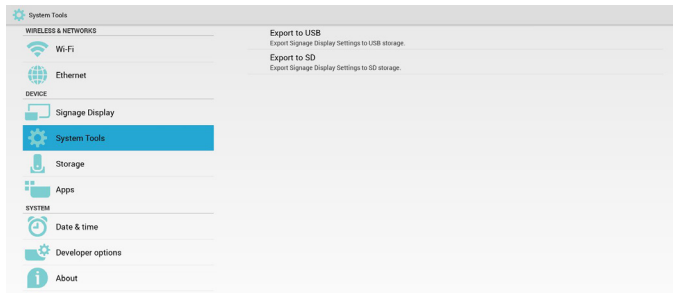 System Tools
WIRELESS & NETWORKS
Wi-Fi
Ethernet
DEVICE
Signage Display
System Tools
Storage
Apps
SYSTEM
Date & time
Developer options
About
Export to USB
Export Signage Display Settings to USB storage.
Export to SD
Export Signage Display Settings to SD storage.